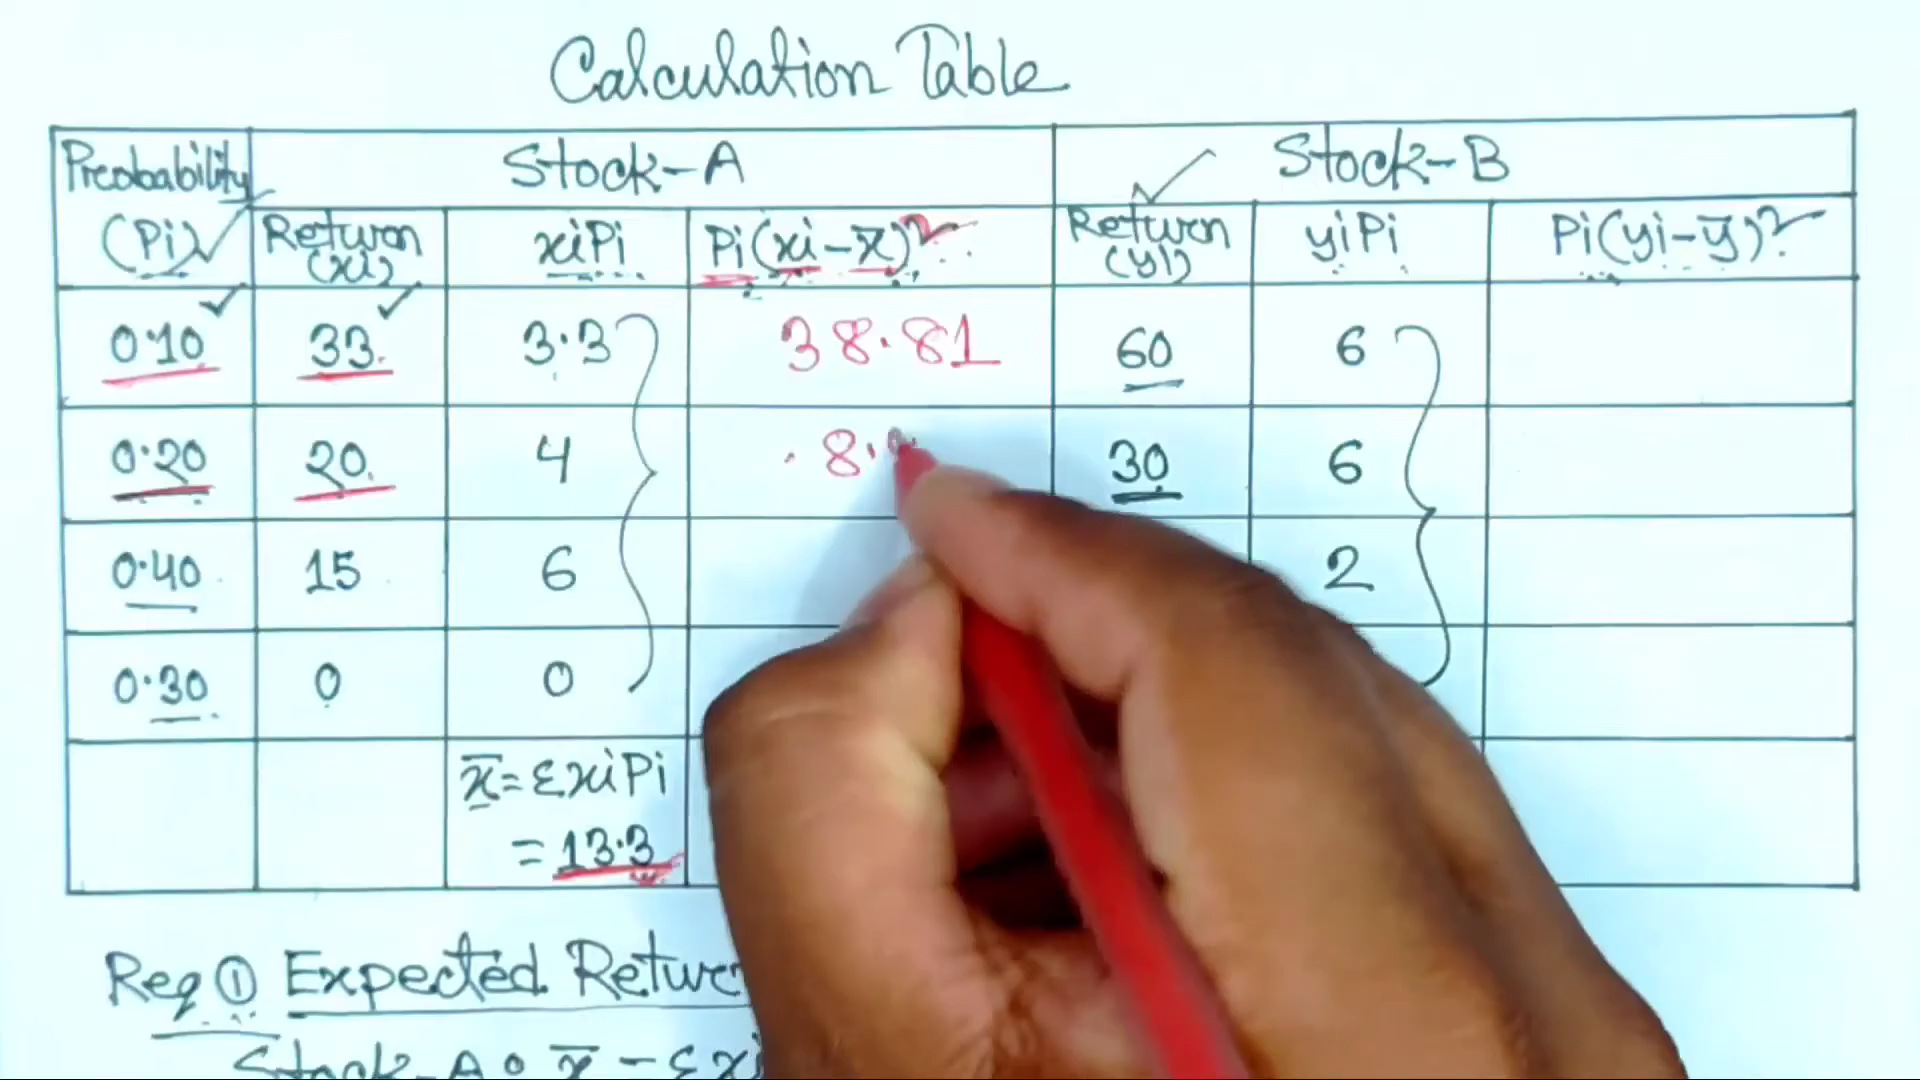 Calculation Table
Probability Stock-A Stock-B
(Pi) Return (xi) xiPi Pi(xi-x̄)² Return (yi) yiPi Pi(yi-ȳ)²
0.10 33 3.3 38.81 60 6
0.20 20 4 8. 30 6
0.40 15 6 2
0.30 0 0
x̄ = ΣxiPi
= 13.3
Req ① Expected
Stock-A